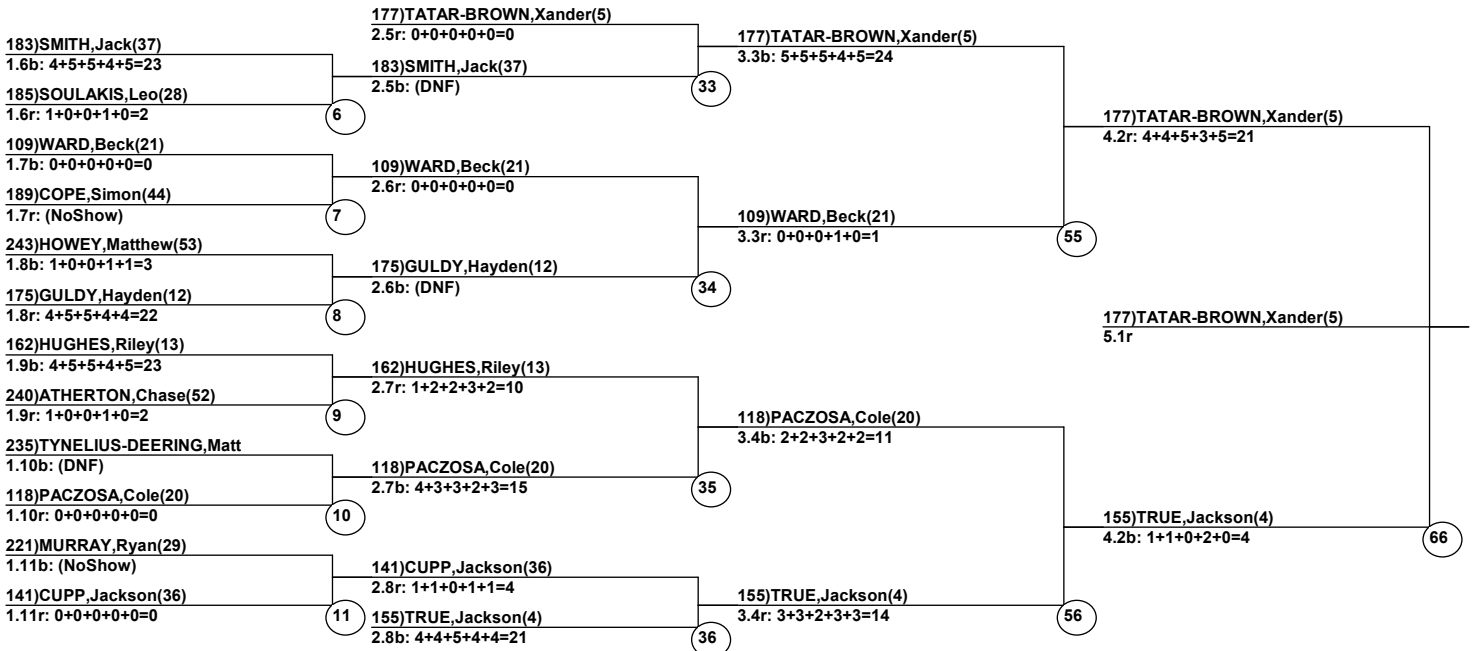 183)SMITH,Jack(37)
1.6b: 4+5+5+4+5=23
185)SOULAKIS,Leo(28)
1.6r: 1+0+0+1+0=2
6
109)WARD,Beck(21)
1.7b: 0+0+0+0+0=0
189)COPE,Simon(44)
1.7r: (NoShow)
7
243)HOWEY,Matthew(53)
1.8b: 1+0+0+1+1=3
175)GULDY,Hayden(12)
1.8r: 4+5+5+4+4=22
8
162)HUGHES,Riley(13)
1.9b: 4+5+5+4+5=23
240)ATHERTON,Chase(52)
1.9r: 1+0+0+1+0=2
9
235)TYNELIUS-DEERING,Matt
1.10b: (DNF)
118)PACZOSA,Cole(20)
1.10r: 0+0+0+0+0=0
10
221)MURRAY,Ryan(29)
1.11b: (NoShow)
141)CUPP,Jackson(36)
1.11r: 0+0+0+0+0=0
11
177)TATAR-BROWN,Xander(5)
2.5r: 0+0+0+0+0=0
183)SMITH,Jack(37)
2.5b: (DNF)
33
109)WARD,Beck(21)
2.6r: 0+0+0+0+0=0
175)GULDY,Hayden(12)
2.6b: (DNF)
34
162)HUGHES,Riley(13)
2.7r: 1+2+2+3+2=10
118)PACZOSA,Cole(20)
2.7b: 4+3+3+2+3=15
35
141)CUPP,Jackson(36)
2.8r: 1+1+0+1+1=4
155)TRUE,Jackson(4)
2.8b: 4+4+5+4+4=21
36
177)TATAR-BROWN,Xander(5)
3.3b: 5+5+5+4+5=24
109)WARD,Beck(21)
3.3r: 0+0+0+1+0=1
55
118)PACZOSA,Cole(20)
3.4b: 2+2+3+2+2=11
155)TRUE,Jackson(4)
3.4r: 3+3+2+3+3=14
56
177)TATAR-BROWN,Xander(5)
4.2r: 4+4+5+3+5=21
177)TATAR-BROWN,Xander(5)
5.1r
155)TRUE,Jackson(4)
4.2b: 1+1+0+2+0=4
66